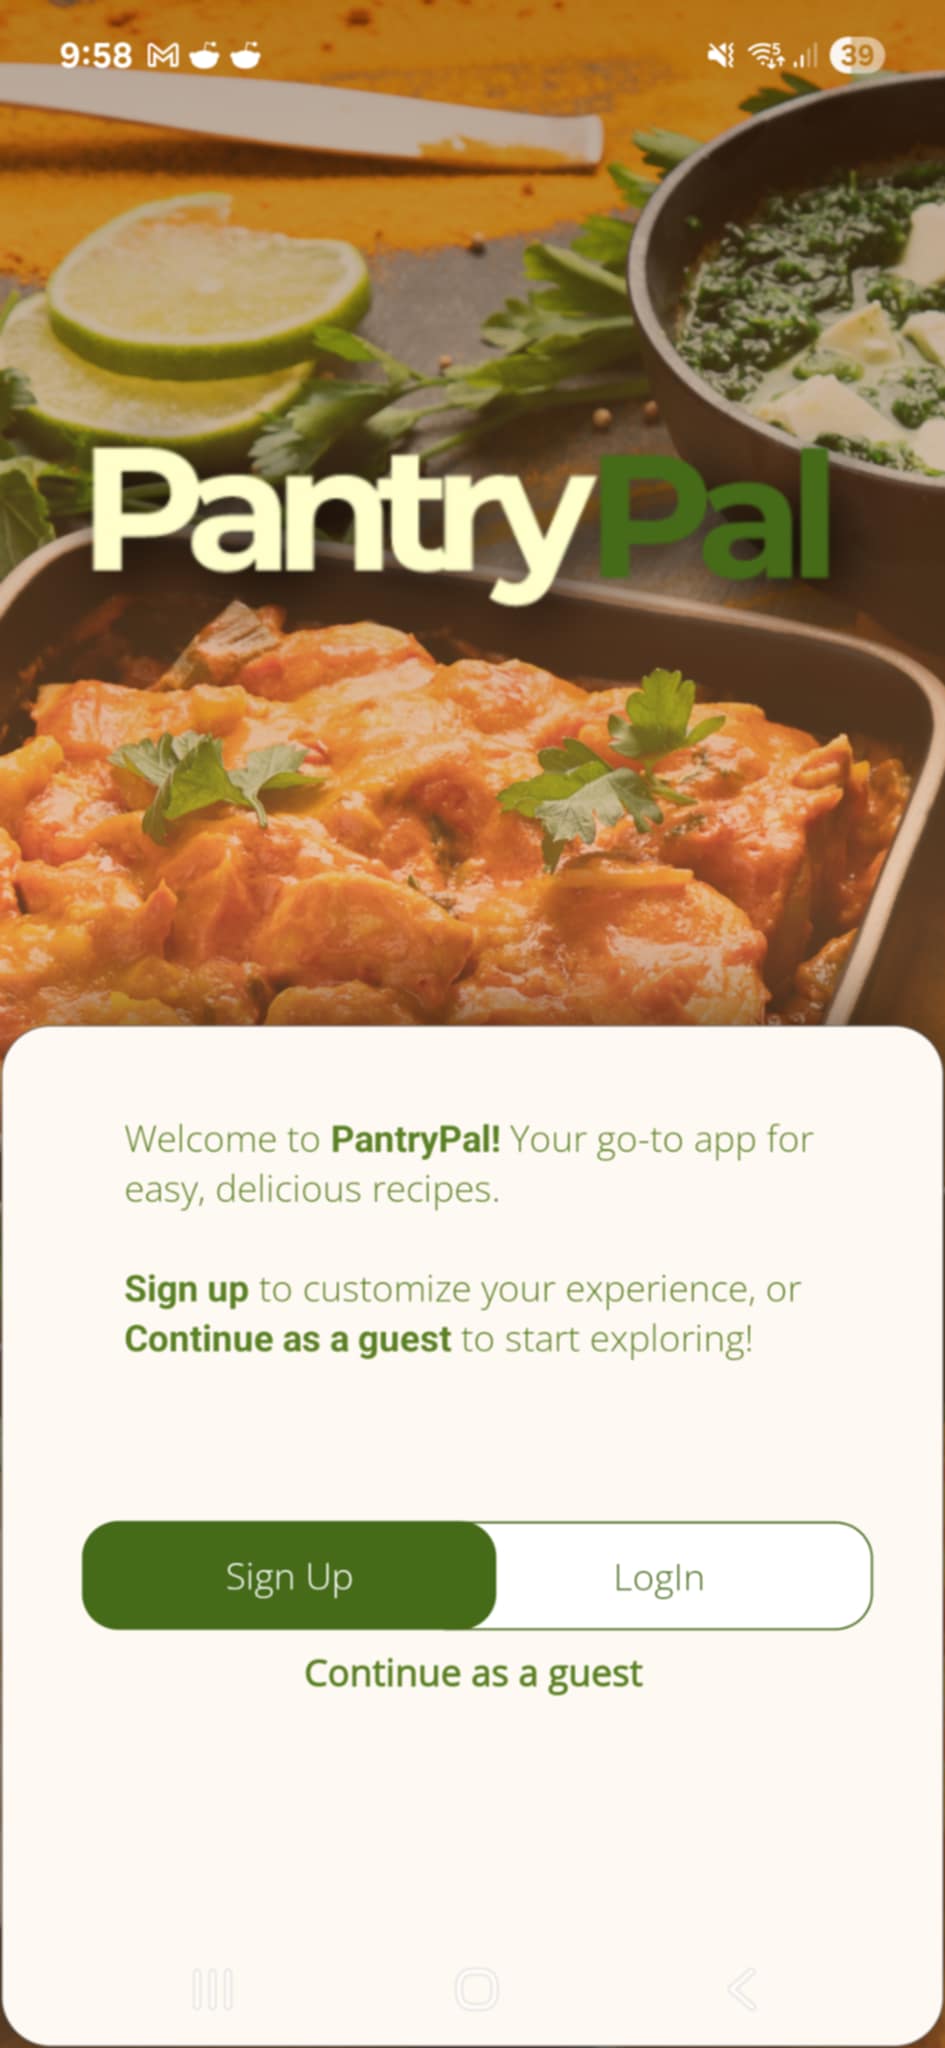 9:58
39
PantryPal
Welcome to PantryPal! Your go-to app for
easy, delicious recipes.
Sign up to customize your experience, or
Continue as a guest to start exploring!
Sign Up
LogIn
Continue as a guest